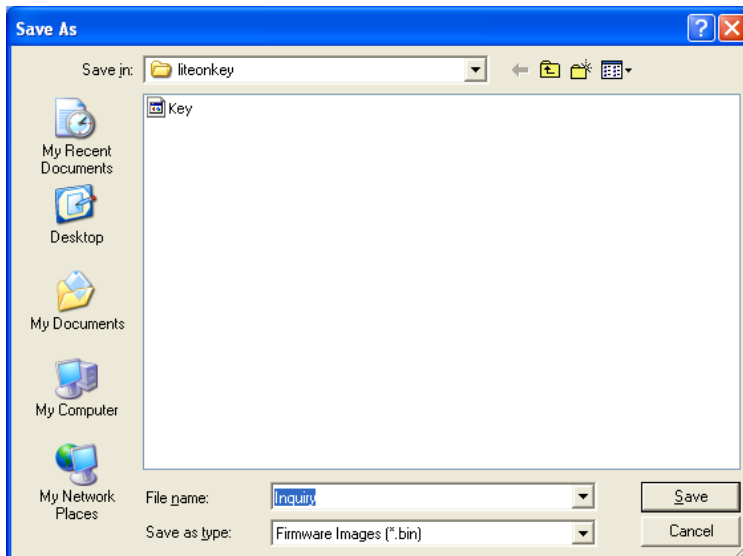 Save As
Save in: liteonkey
Key
My Recent
Documents
Desktop
My Documents
My Computer
My Network
Places
File name: Inquiry Save
Save as type: Firmware Images (*.bin) Cancel